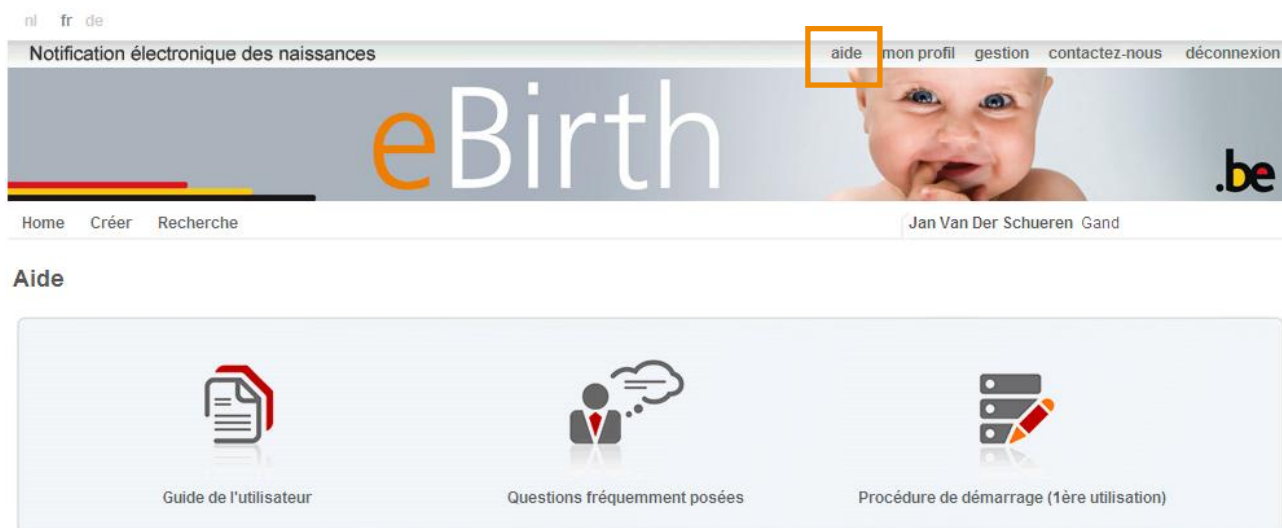 nl fr de
Notification électronique des naissances aide mon profil gestion contactez-nous déconnexion
eBirth
.be
Home Créer Recherche Jan Van Der Schueren Gand
Aide
Guide de l'utilisateur Questions fréquemment posées Procédure de démarrage (1ère utilisation)